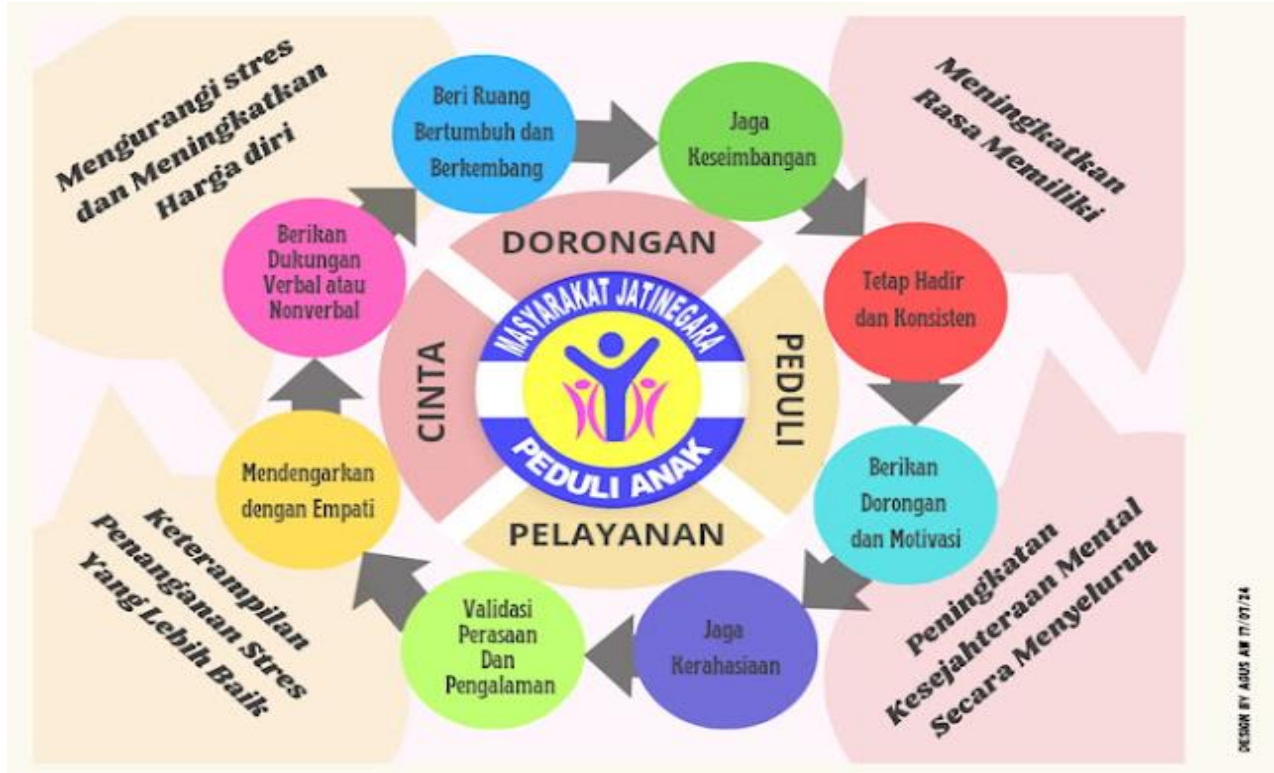 Mengurangi stres
dan Meningkatkan
Harga diri
Beri Ruang
Bertumbuh dan
Berkembang
Jaga
Keseimbangan
Meningkatkan
Rasa Memiliki
Berikan
Dukungan
Verbal atau
Nonverbal
DORONGAN
Tetap Hadir
dan Konsisten
CINTA
MASYARAKAT JATINEGARA
PEDULI ANAK
PEDULI
Mendengarkan
dengan Empati
PELAYANAN
Berikan
Dorongan
dan Motivasi
Keterampilan
Penanganan Stres
Yang Lebih Baik
Validasi
Perasaan
Dan
Pengalaman
Jaga
Kerahasiaan
Peningkatan
Kesejahteraan Mental
Secara Menyeluruh
DESIGN BY AGUS AW 17/07/24